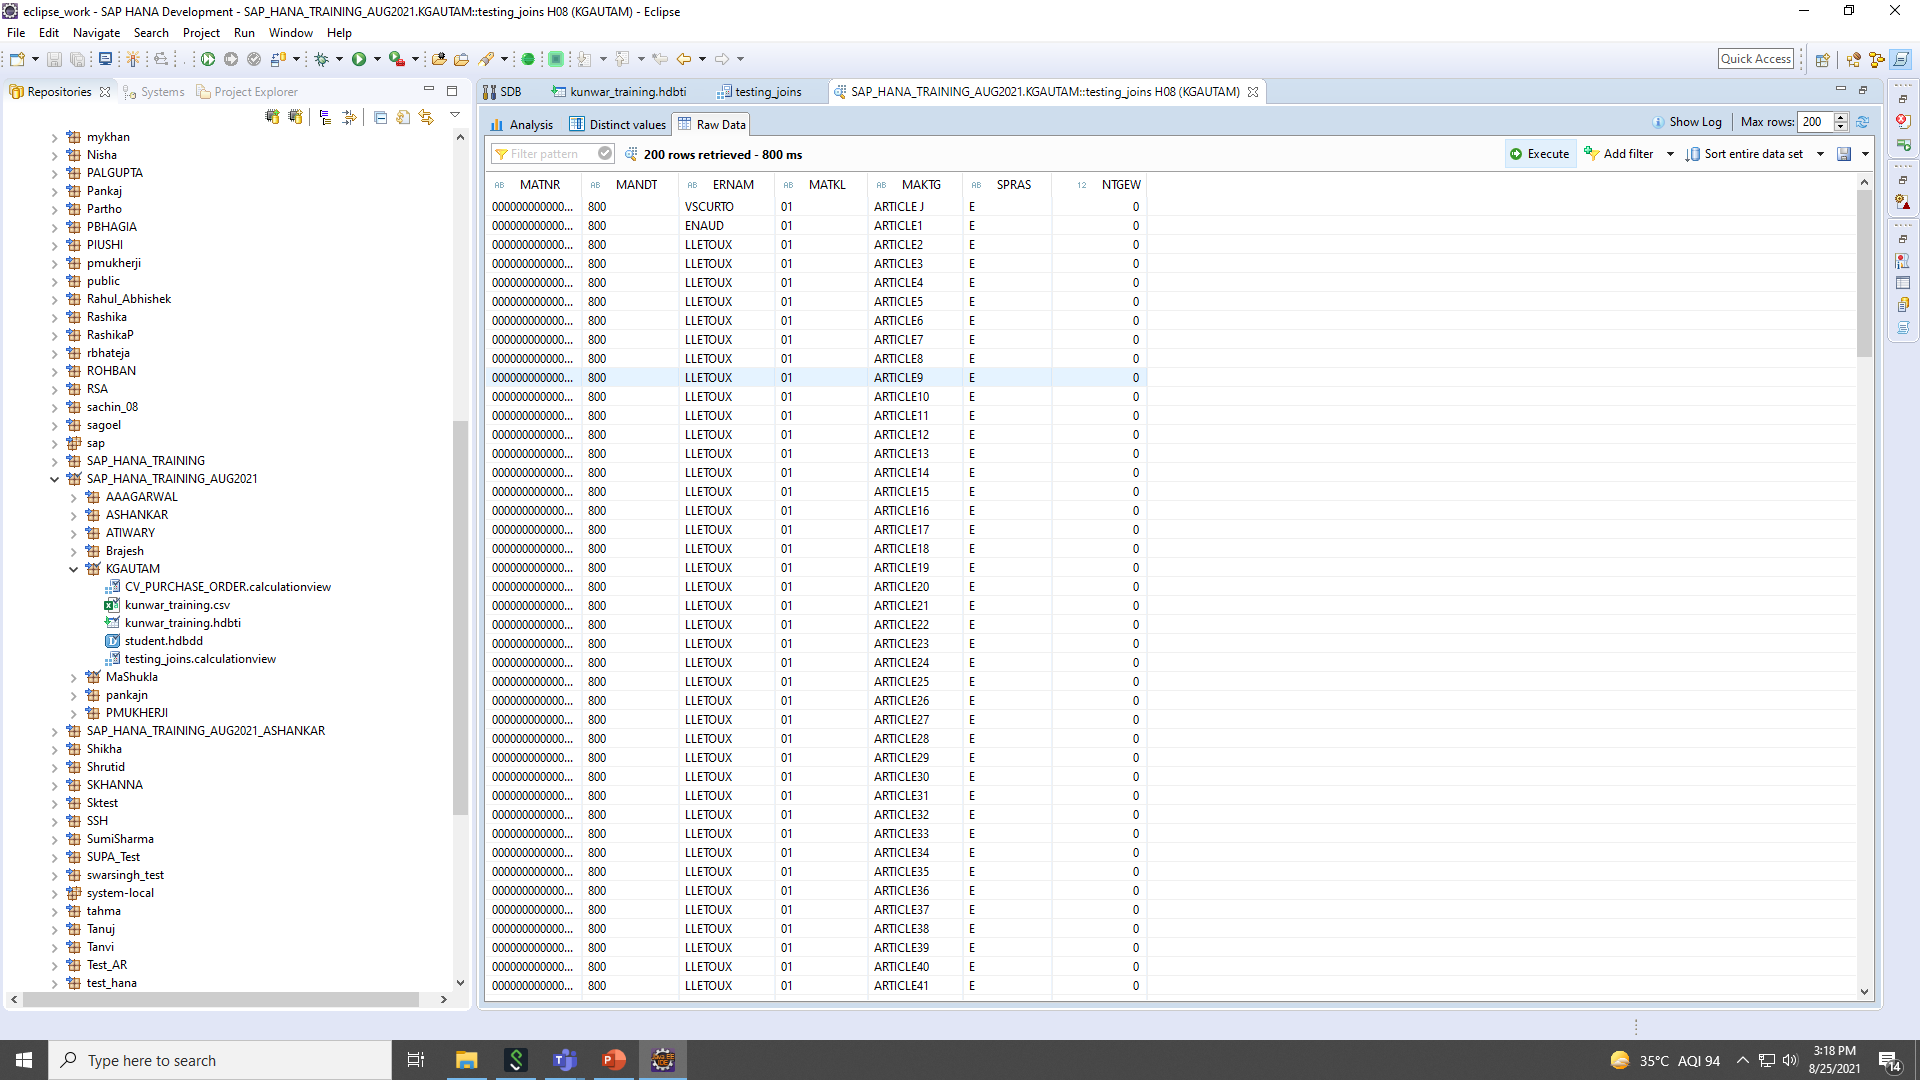 eclipse_work - SAP HANA Development - SAP_HANA_TRAINING_AUG2021.KGAUTAM::testing_joins H08 (KGAUTAM) - Eclipse
File Edit Navigate Search Project Run Window Help
Quick Access
Repositories Systems Project Explorer
mykhan
Nisha
PALGUPTA
Pankaj
Partho
PBHAGIA
PIUSHI
pmukherji
public
Rahul_Abhishek
Rashika
RashikaP
rbhateja
ROHBAN
RSA
sachin_08
sagoel
sap
SAP_HANA_TRAINING
SAP_HANA_TRAINING_AUG2021
AAAGARWAL
ASHANKAR
ATIWARY
Brajesh
KGAUTAM
CV_PURCHASE_ORDER.calculationview
kunwar_training.csv
kunwar_training.hdbti
student.hdbdd
testing_joins.calculationview
MaShukla
pankajn
PMUKHERJI
SAP_HANA_TRAINING_AUG2021_ASHANKAR
Shikha
Shrutid
SKHANNA
Sktest
SSH
SumiSharma
SUPA_Test
swarsingh_test
system-local
tahma
Tanuj
Tanvi
Test_AR
test_hana
SDB kunwar_training.hdbti testing_joins SAP_HANA_TRAINING_AUG2021.KGAUTAM::testing_joins H08 (KGAUTAM)
Analysis Distinct values Raw Data Show Log Max rows: 200
Filter pattern 200 rows retrieved - 800 ms Execute Add filter Sort entire data set
AB MATNR AB MANDT AB ERNAM AB MATKL AB MAKTG AB SPRAS 12 NTGEW
000000000000... 800 VSCURTO 01 ARTICLE J E 0
000000000000... 800 ENAUD 01 ARTICLE1 E 0
000000000000... 800 LLETOUX 01 ARTICLE2 E 0
000000000000... 800 LLETOUX 01 ARTICLE3 E 0
000000000000... 800 LLETOUX 01 ARTICLE4 E 0
000000000000... 800 LLETOUX 01 ARTICLE5 E 0
000000000000... 800 LLETOUX 01 ARTICLE6 E 0
000000000000... 800 LLETOUX 01 ARTICLE7 E 0
000000000000... 800 LLETOUX 01 ARTICLE8 E 0
000000000000... 800 LLETOUX 01 ARTICLE9 E 0
000000000000... 800 LLETOUX 01 ARTICLE10 E 0
000000000000... 800 LLETOUX 01 ARTICLE11 E 0
000000000000... 800 LLETOUX 01 ARTICLE12 E 0
000000000000... 800 LLETOUX 01 ARTICLE13 E 0
000000000000... 800 LLETOUX 01 ARTICLE14 E 0
000000000000... 800 LLETOUX 01 ARTICLE15 E 0
000000000000... 800 LLETOUX 01 ARTICLE16 E 0
000000000000... 800 LLETOUX 01 ARTICLE17 E 0
000000000000... 800 LLETOUX 01 ARTICLE18 E 0
000000000000... 800 LLETOUX 01 ARTICLE19 E 0
000000000000... 800 LLETOUX 01 ARTICLE20 E 0
000000000000... 800 LLETOUX 01 ARTICLE21 E 0
000000000000... 800 LLETOUX 01 ARTICLE22 E 0
000000000000... 800 LLETOUX 01 ARTICLE23 E 0
000000000000... 800 LLETOUX 01 ARTICLE24 E 0
000000000000... 800 LLETOUX 01 ARTICLE25 E 0
000000000000... 800 LLETOUX 01 ARTICLE26 E 0
000000000000... 800 LLETOUX 01 ARTICLE27 E 0
000000000000... 800 LLETOUX 01 ARTICLE28 E 0
000000000000... 800 LLETOUX 01 ARTICLE29 E 0
000000000000... 800 LLETOUX 01 ARTICLE30 E 0
000000000000... 800 LLETOUX 01 ARTICLE31 E 0
000000000000... 800 LLETOUX 01 ARTICLE32 E 0
000000000000... 800 LLETOUX 01 ARTICLE33 E 0
000000000000... 800 LLETOUX 01 ARTICLE34 E 0
000000000000... 800 LLETOUX 01 ARTICLE35 E 0
000000000000... 800 LLETOUX 01 ARTICLE36 E 0
000000000000... 800 LLETOUX 01 ARTICLE37 E 0
000000000000... 800 LLETOUX 01 ARTICLE38 E 0
000000000000... 800 LLETOUX 01 ARTICLE39 E 0
000000000000... 800 LLETOUX 01 ARTICLE40 E 0
000000000000... 800 LLETOUX 01 ARTICLE41 E 0
Type here to search
35°C AQI 94
3:18 PM
8/25/2021
14